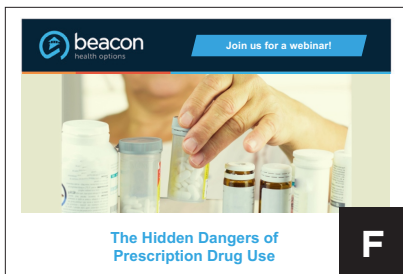 beacon
health options
Join us for a webinar!
The Hidden Dangers of
Prescription Drug Use
F